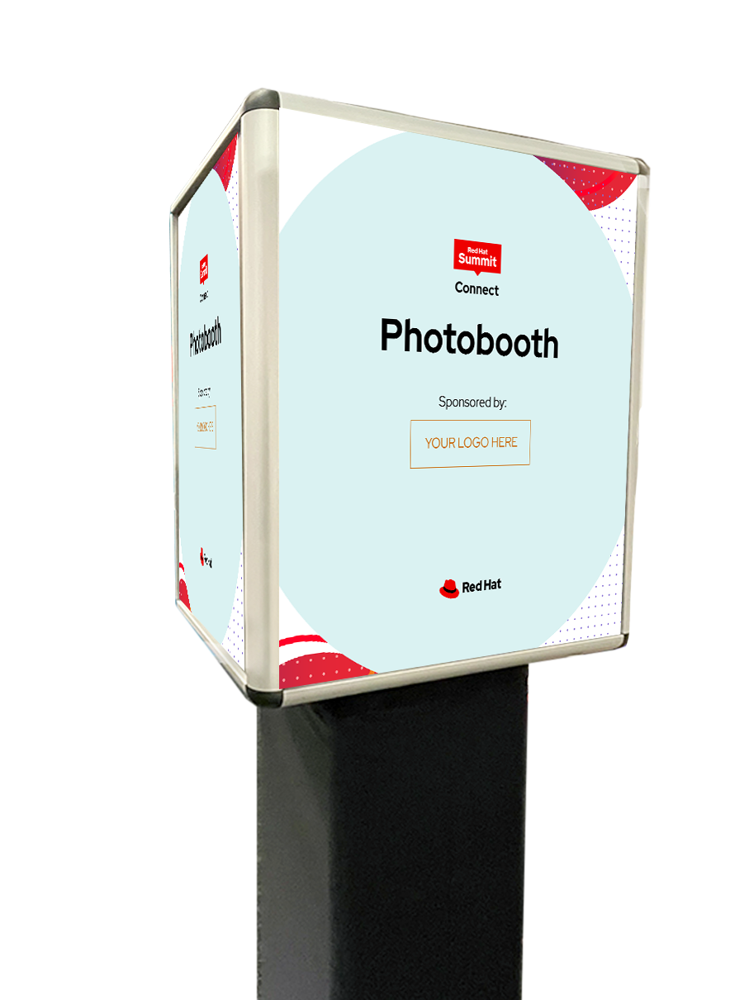 Red Hat
Summit
Connect
Photobooth
Sponsored by:
YOUR LOGO HERE
Red Hat
Photobooth